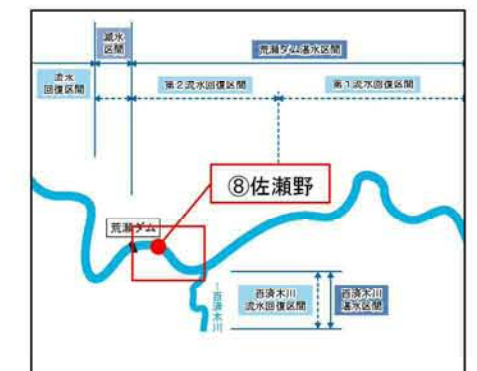 減水
区間
荒瀬ダム湛水区間
流水
回復区間
第2流水回復区間
第1流水回復区間
⑧佐瀬野
荒瀬ダム
百済木川
百済木川
流水回復区間
百済木川
湛水区間